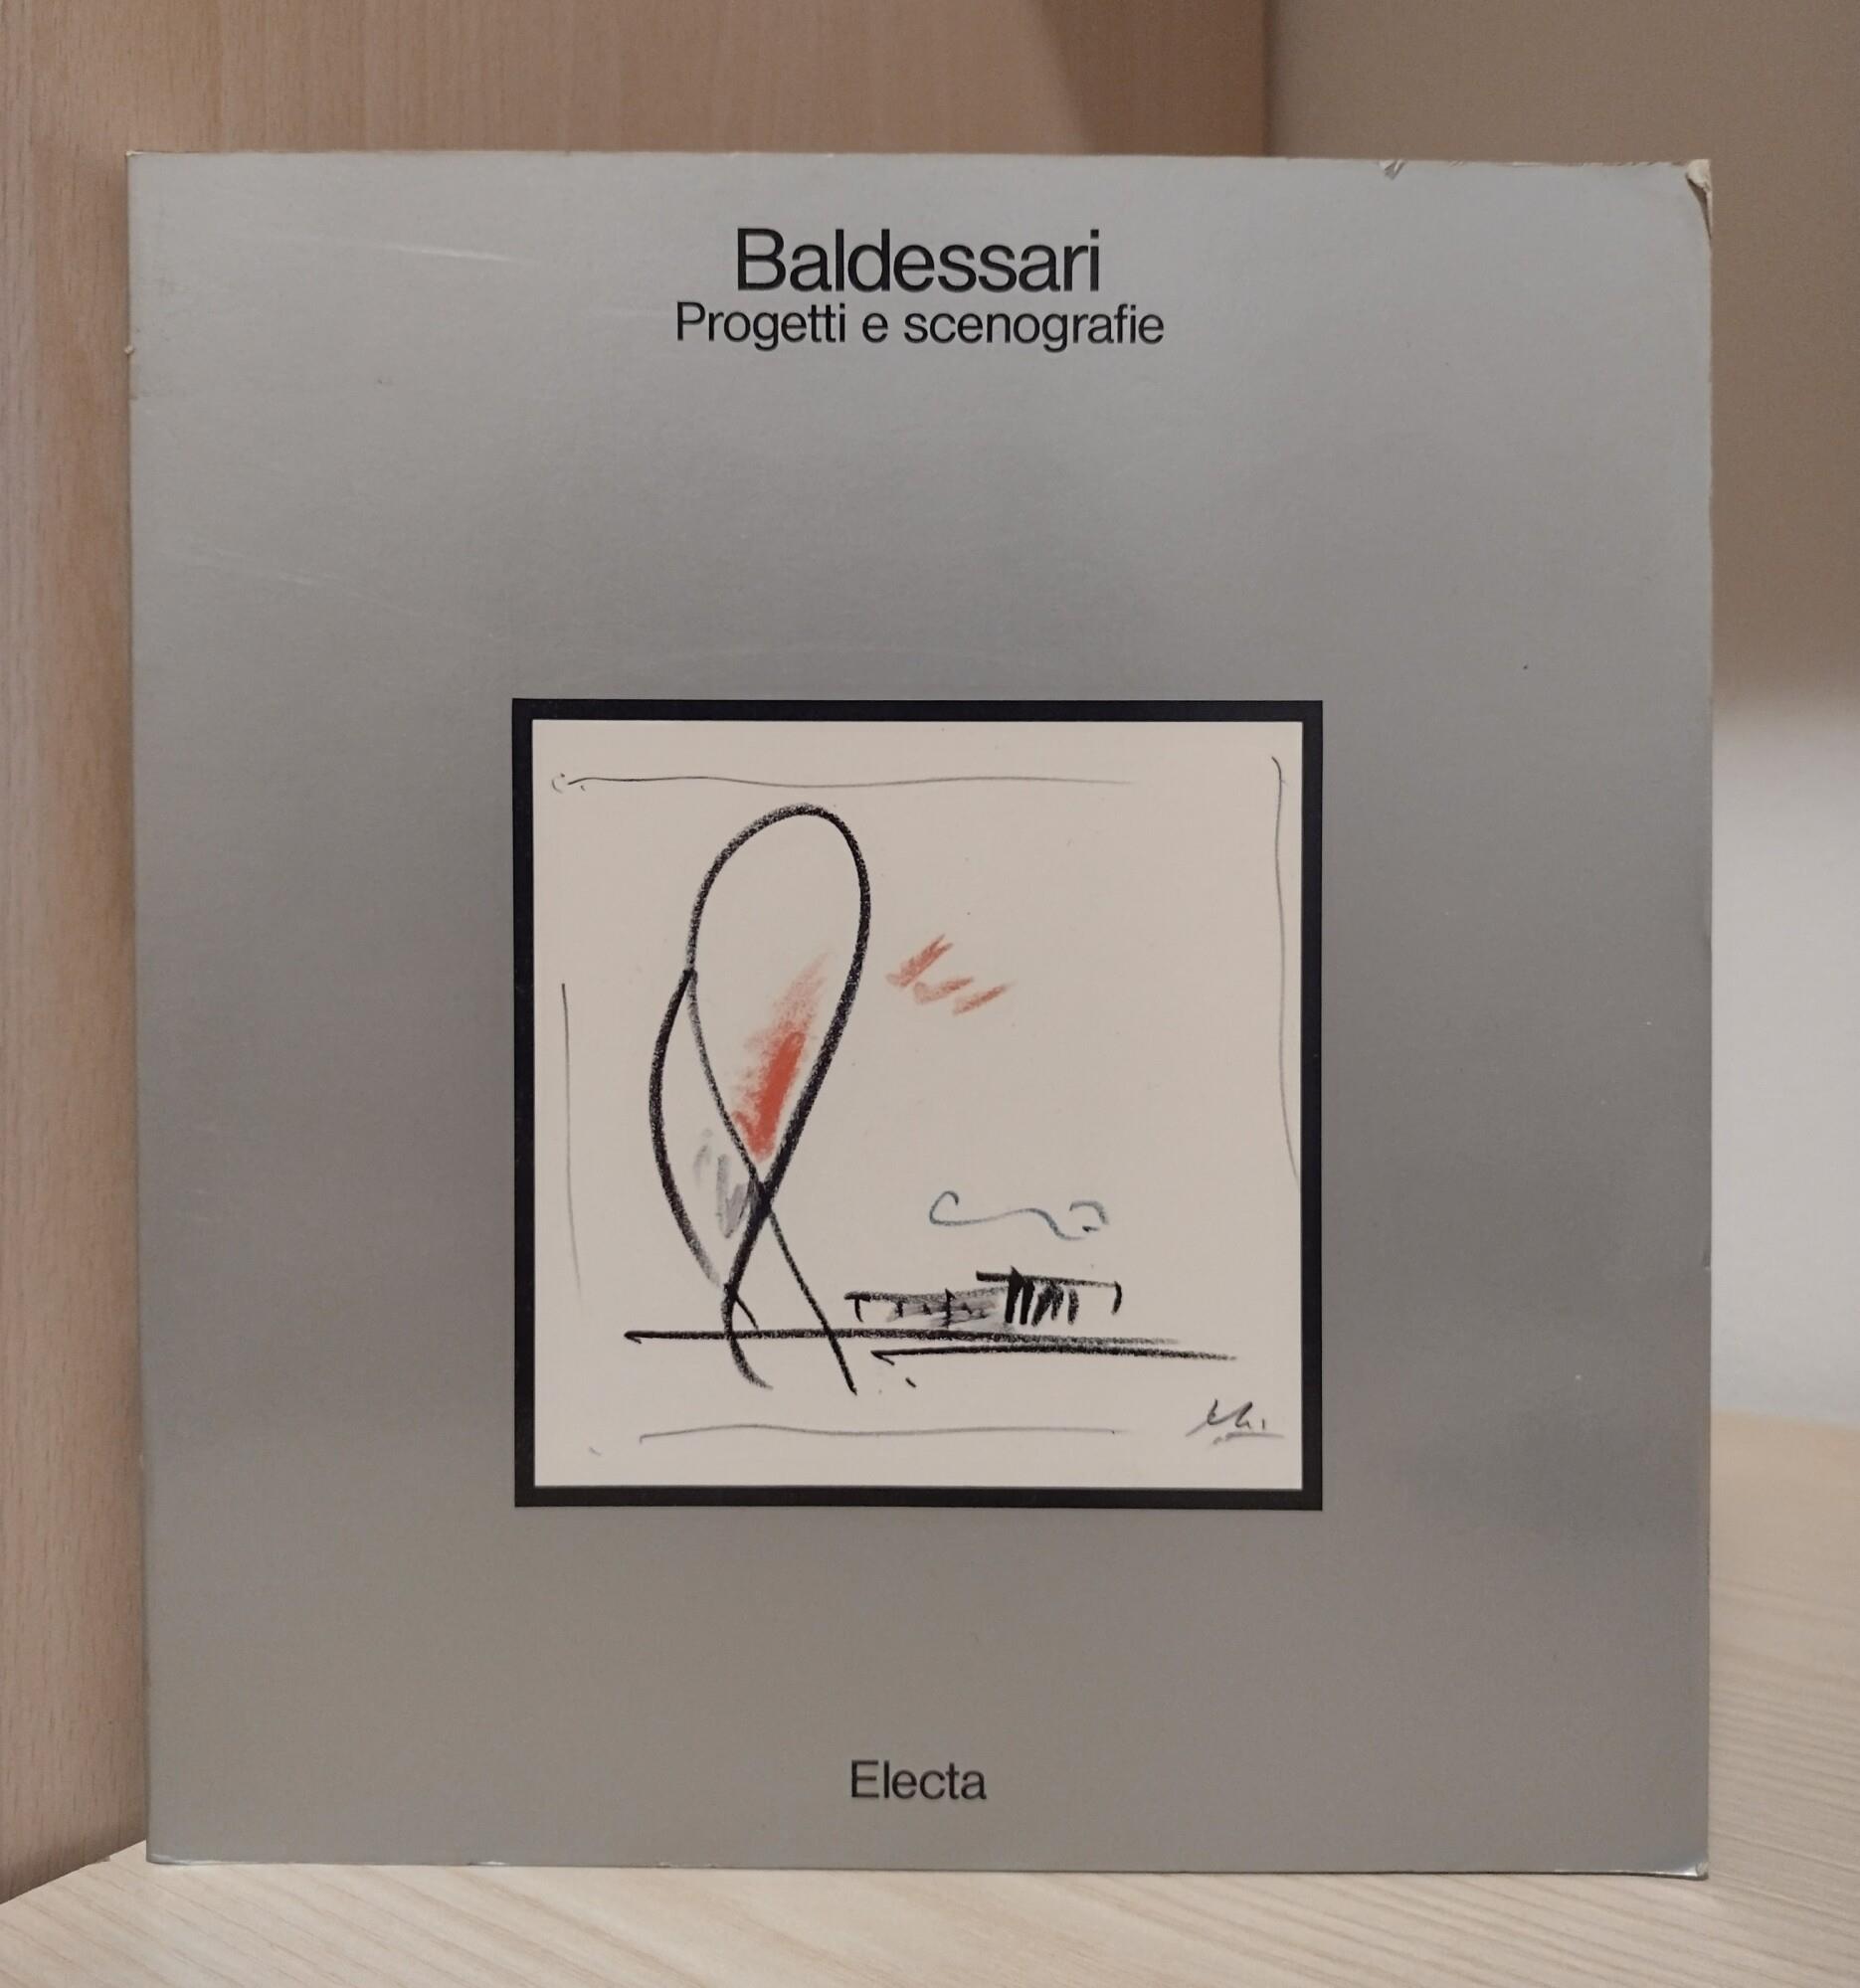 Baldessari
Progetti e scenografie
Electa